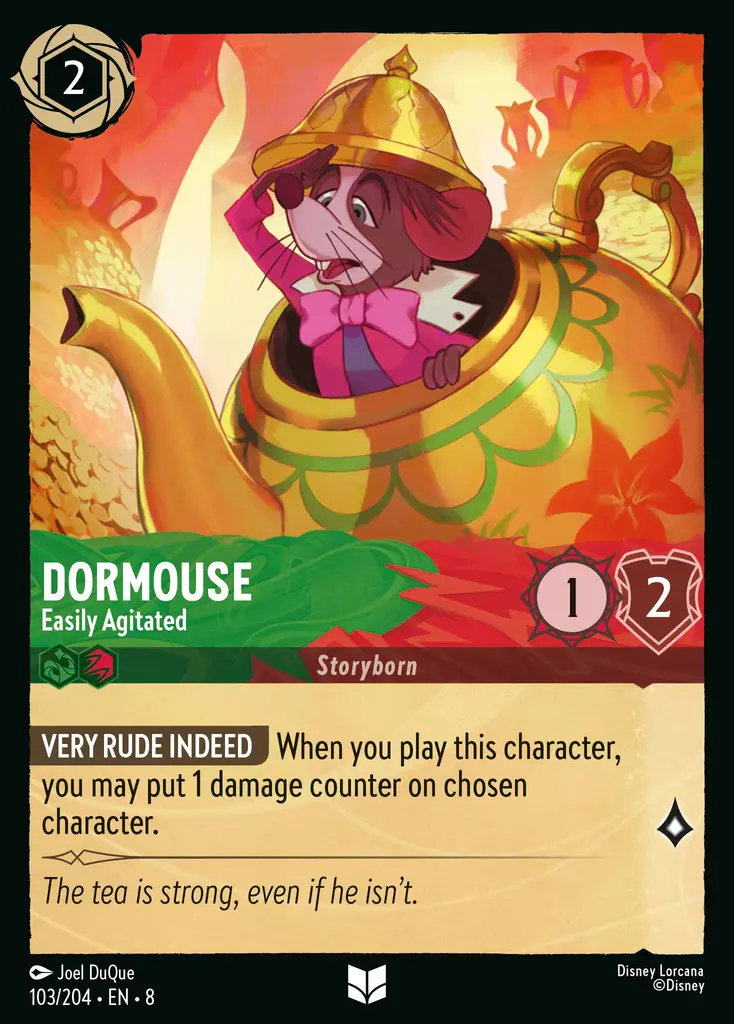 2
DORMOUSE
Easily Agitated
1
2
Storyborn
VERY RUDE INDEED When you play this character,
you may put 1 damage counter on chosen
character.
The tea is strong, even if he isn't.
Joel DuQue
103/204 • EN • 8
Disney Lorcana
©Disney